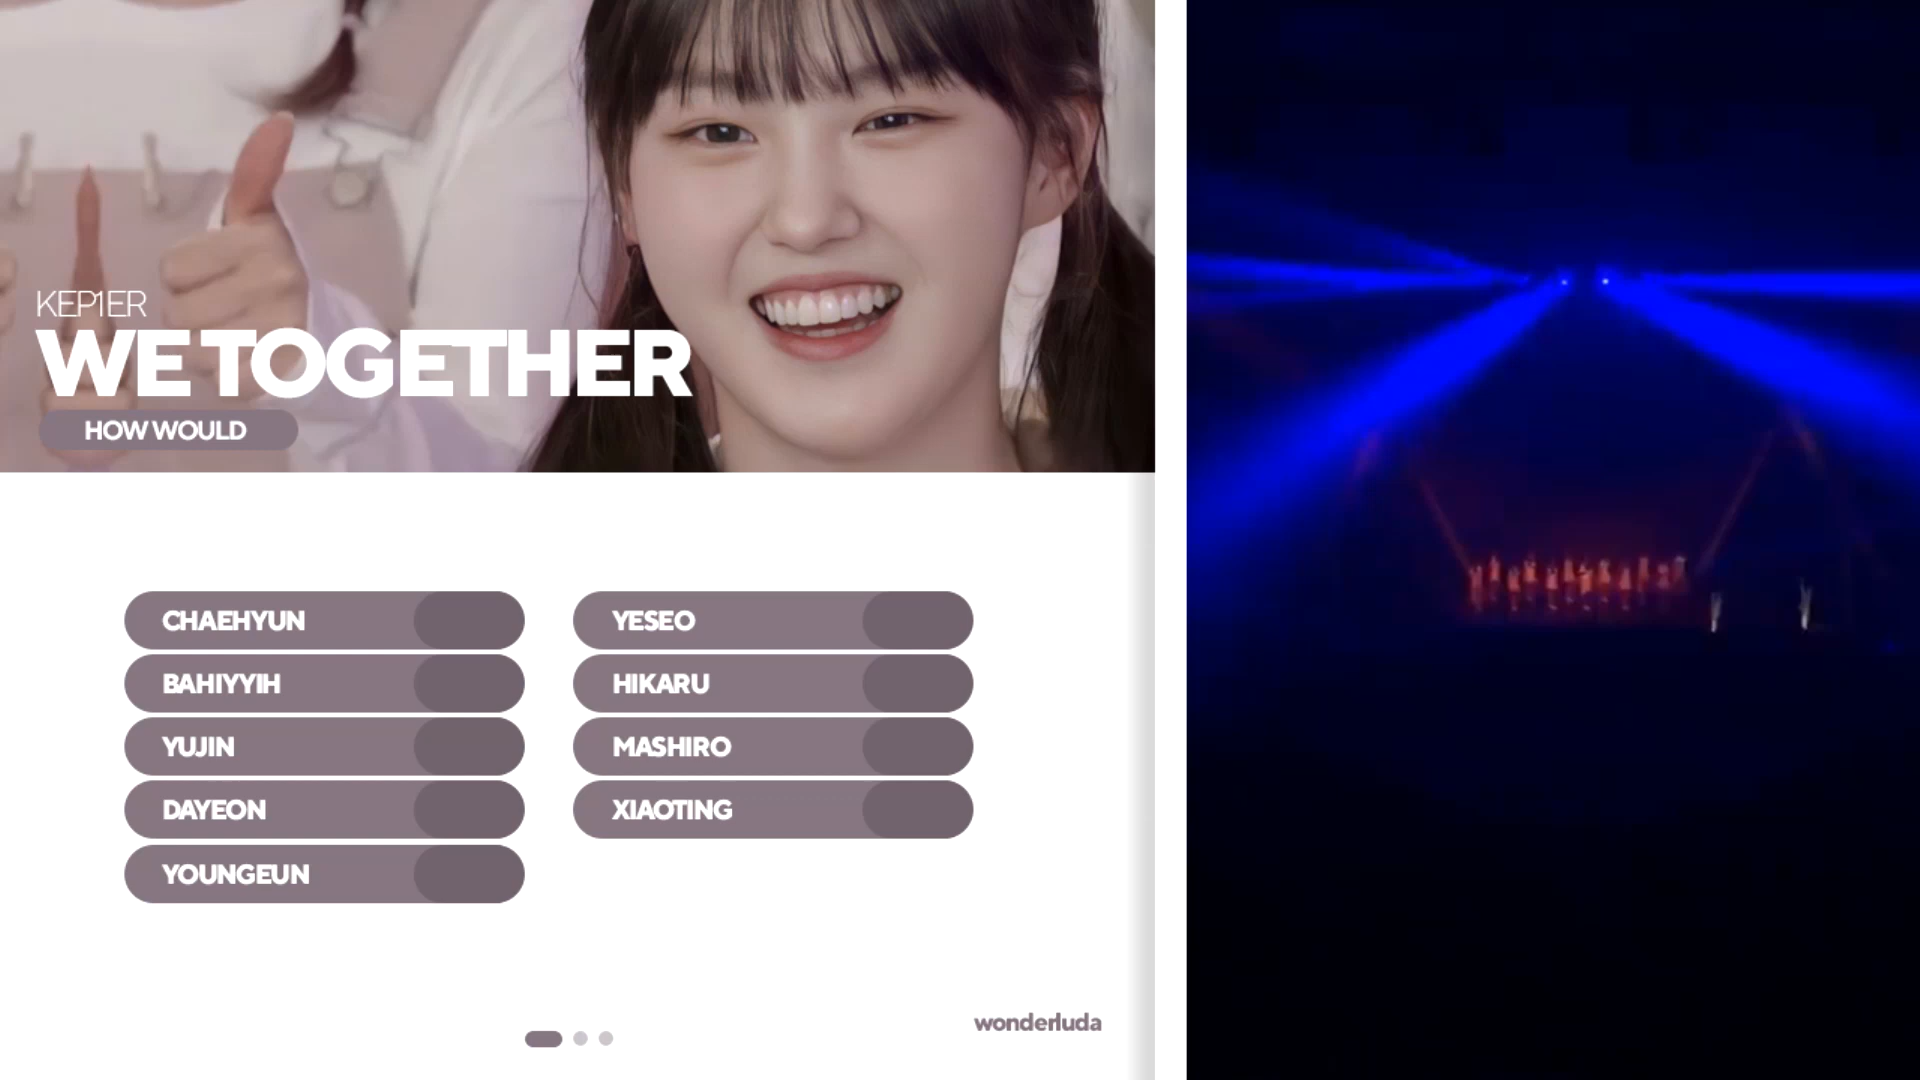 KEP1ER
WE TOGETHER
HOW WOULD
CHAEHYUN
BAHIYYIH
YUJIN
DAYEON
YOUNGEUN
YESEO
HIKARU
MASHIRO
XIAOTING
wonderluda